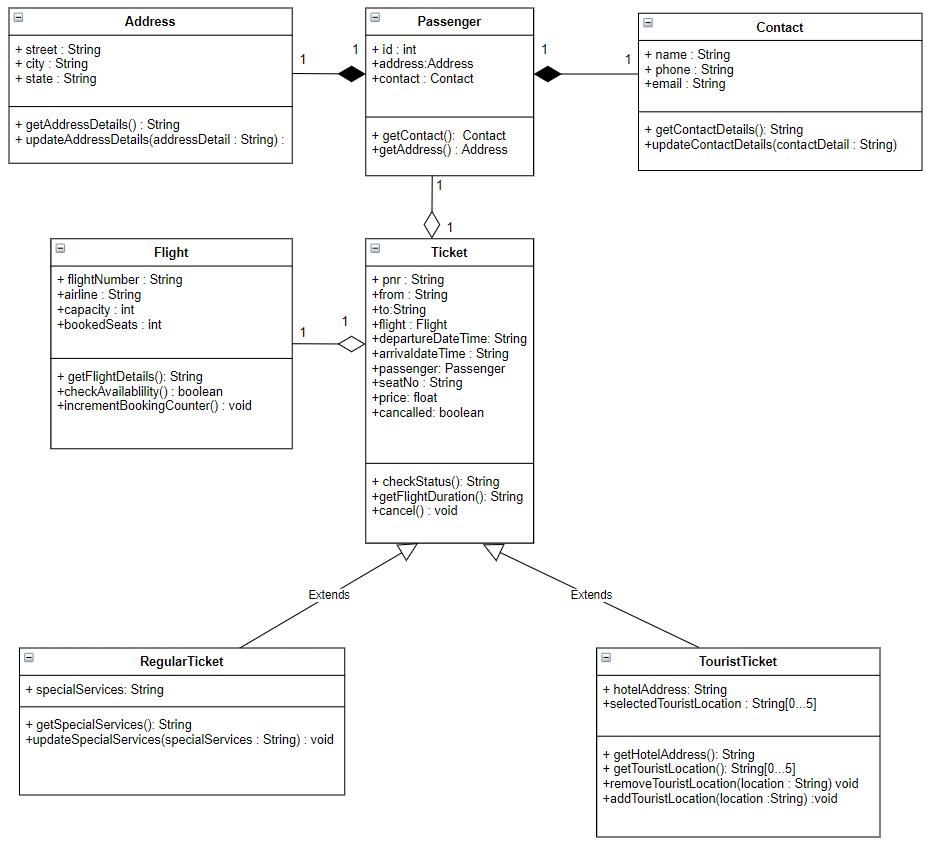 Address
+ street : String
+ city : String
+ state : String
+ getAddressDetails() : String
+ updateAddressDetails(addressDetail : String) :
1
1
Passenger
+ id : int
+address:Address
+contact : Contact
+ getContact(): Contact
+getAddress() : Address
1
1
Contact
+ name : String
+ phone : String
+email : String
+ getContactDetails(): String
+updateContactDetails(contactDetail : String)
1
1
Flight
+ flightNumber : String
+airline : String
+capacity : int
+bookedSeats : int
+ getFlightDetails(): String
+checkAvailablility() : boolean
+incrementBookingCounter() : void
1
1
Ticket
+ pnr : String
+from : String
+to:String
+flight : Flight
+departureDateTime: String
+arrivaldateTime : String
+passenger: Passenger
+seatNo : String
+price: float
+cancalled: boolean
+ checkStatus(): String
+getFlightDuration(): String
+cancel() : void
Extends
Extends
RegularTicket
+ specialServices: String
+ getSpecialServices(): String
+updateSpecialServices(specialServices : String) : void
TouristTicket
+ hotelAddress: String
+selectedTouristLocation : String[0...5]
+ getHotelAddress(): String
+ getTouristLocation(): String[0...5]
+removeTouristLocation(location : String) void
+addTouristLocation(location :String) :void